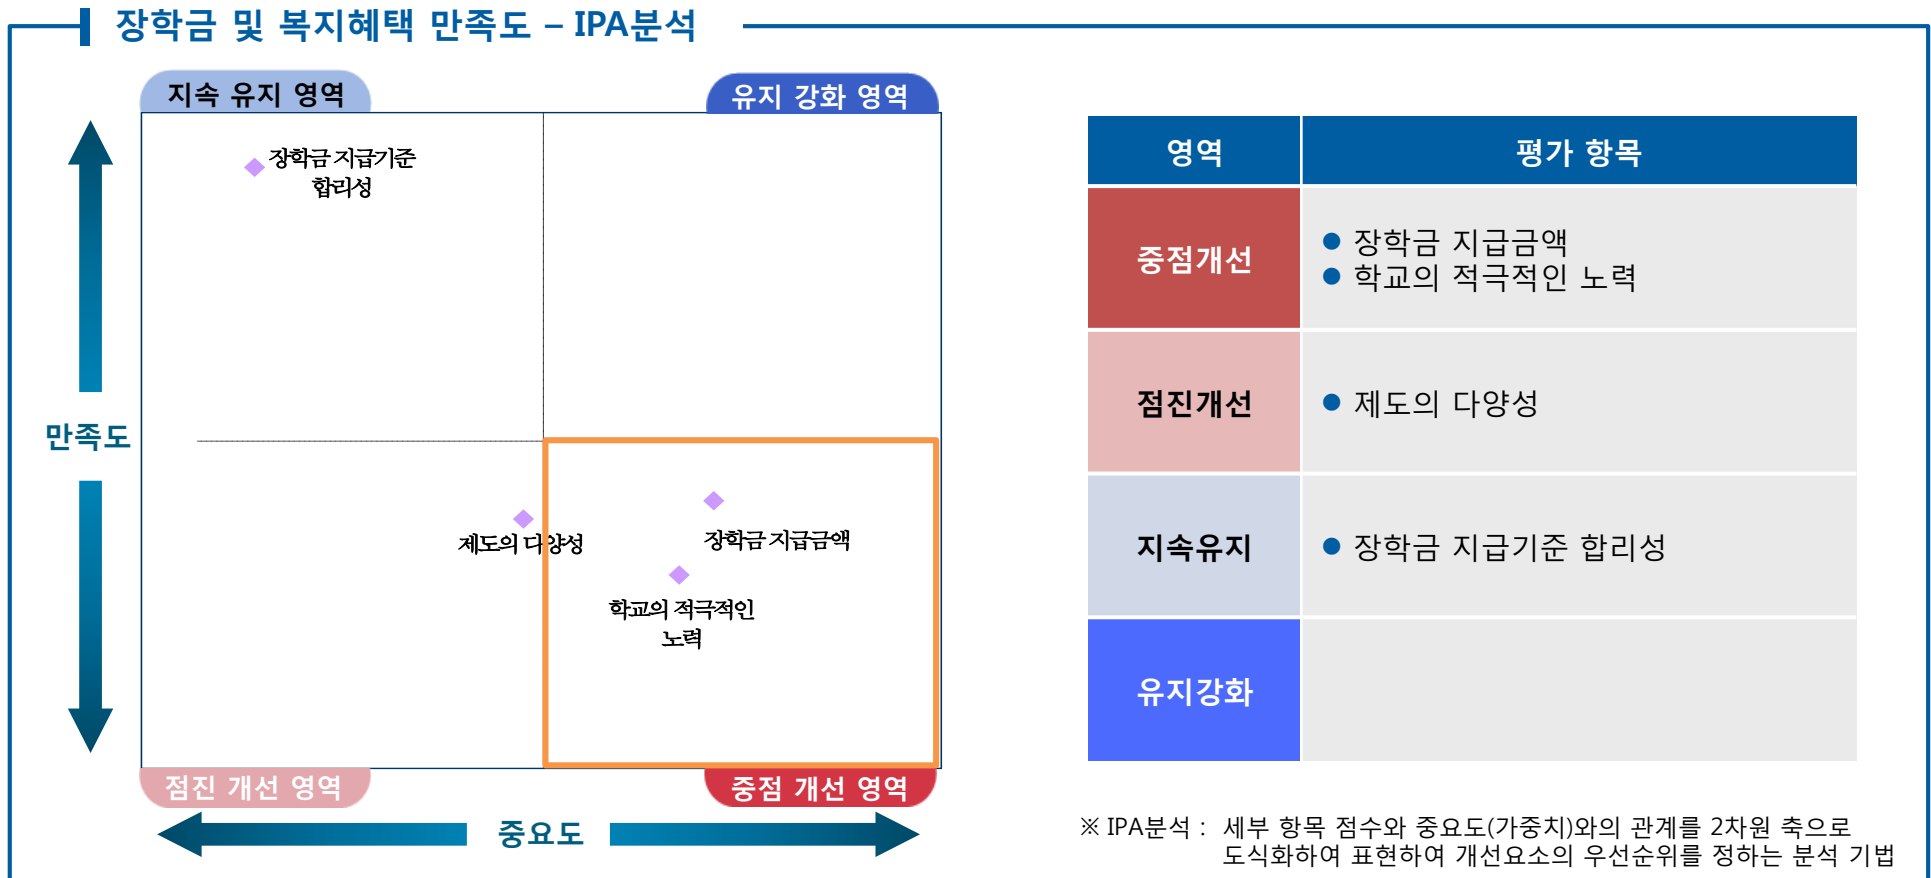 장학금 및 복지혜택 만족도 – IPA분석
지속 유지 영역
유지 강화 영역
장학금 지급기준
합리성
만족도
제도의 다양성
장학금 지급금액
학교의 적극적인
노력
점진 개선 영역
중점 개선 영역
중요도
영역 평가 항목
중점개선
● 장학금 지급금액
● 학교의 적극적인 노력
점진개선 ● 제도의 다양성
지속유지 ● 장학금 지급기준 합리성
유지강화
※ IPA분석 : 세부 항목 점수와 중요도(가중치)와의 관계를 2차원 축으로
도식화하여 표현하여 개선요소의 우선순위를 정하는 분석 기법